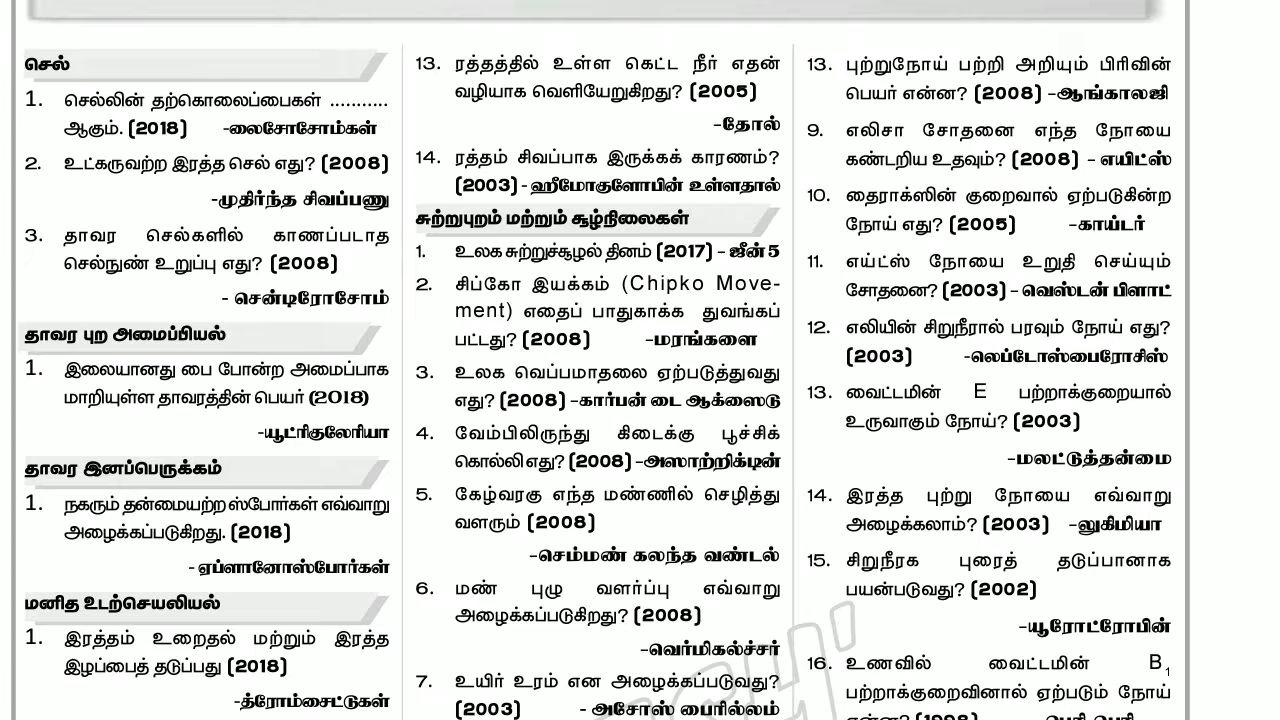 செல்
1. செல்லின் தற்கொலைப்பைகள் ...........
ஆகும். (2018) -லைசோசோம்கள்
2. உட்கருவற்ற இரத்த செல் எது? (2008)
-முதிர்ந்த சிவப்பணு
3. தாவர செல்களில் காணப்படாத
செல்நுண் உறுப்பு எது? (2008)
- சென்டிரோசோம்
தாவர புற அமைப்பியல்
1. இலையானது பை போன்ற அமைப்பாக
மாறியுள்ள தாவரத்தின் பெயர் (2018)
-யூட்ரிகுலேரியா
தாவர இனப்பெருக்கம்
1. நகரும் தன்மையற்ற ஸ்போர்கள் எவ்வாறு
அழைக்கப்படுகிறது. (2018)
- ஏப்ளானோஸ்போர்கள்
மனித உடற்செயலியல்
1. இரத்தம் உறைதல் மற்றும் இரத்த
இழப்பைத் தடுப்பது (2018)
-த்ரோம்சைட்டுகள்
13. ரத்தத்தில் உள்ள கெட்ட நீர் எதன்
வழியாக வெளியேறுகிறது? (2005)
-தோல்
14. ரத்தம் சிவப்பாக இருக்கக் காரணம்?
(2003) - ஹீமோகுளோபின் உள்ளதால்
சுற்றுபுறம் மற்றும் சூழ்நிலைகள்
1. உலக சுற்றுச்சூழல் தினம் (2017) - ஜீன் 5
2. சிப்கோ இயக்கம் (Chipko Move-
ment) எதைப் பாதுகாக்க துவங்கப்
பட்டது? (2008) -மரங்களை
3. உலக வெப்பமாதலை ஏற்படுத்துவது
எது? (2008) -கார்பன் டை ஆக்ஸைடு
4. வேம்பிலிருந்து கிடைக்கு பூச்சிக்
கொல்லி எது? (2008) -அஸாற்றிக்டின்
5. கேழ்வரகு எந்த மண்ணில் செழித்து
வளரும் (2008)
-செம்மண் கலந்த வண்டல்
6. மண் புழு வளர்ப்பு எவ்வாறு
அழைக்கப்படுகிறது? (2008)
-வெர்மிகல்ச்சர்
7. உயிர் உரம் என அழைக்கப்படுவது?
(2003) - அசோஸ் பைரில்லம்
13. புற்றுநோய் பற்றி அறியும் பிரிவின்
பெயர் என்ன? (2008) -ஆங்காலஜி
9. எலிசா சோதனை எந்த நோயை
கண்டறிய உதவும்? (2008) - எயிட்ஸ்
10. தைராக்ஸின் குறைவால் ஏற்படுகின்ற
நோய் எது? (2005) -காய்டர்
11. எய்ட்ஸ் நோயை உறுதி செய்யும்
சோதனை? (2003) - வெஸ்டன் பிளாட்
12. எலியின் சிறுநீரால் பரவும் நோய் எது?
(2003) -லெப்டோஸ்பைரோசிஸ்
13. வைட்டமின் E பற்றாக்குறையால்
உருவாகும் நோய்? (2003)
-மலட்டுத்தன்மை
14. இரத்த புற்று நோயை எவ்வாறு
அழைக்கலாம்? (2003) -லுகிமியா
15. சிறுநீரக புரைத் தடுப்பானாக
பயன்படுவது? (2002)
-யூரோட்ரோபின்
16. உணவில் வைட்டமின் B1
பற்றாக்குறைவினால் ஏற்படும் நோய்
என்ன? (1998) -பெரி-பெரி